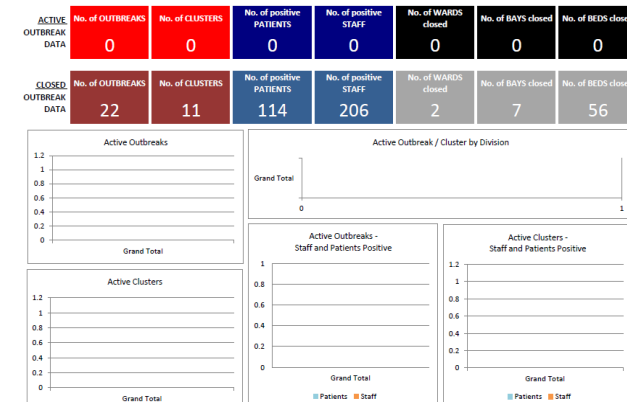 ACTIVE
OUTBREAK
DATA
No. of OUTBREAKS
0
No. of CLUSTERS
0
No. of positive
PATIENTS
0
No. of positive
STAFF
0
No. of WARDS
closed
0
No. of BAYS closed
0
No. of BEDS close
0
CLOSED
OUTBREAK
DATA
No. of OUTBREAKS
22
No. of CLUSTERS
11
No. of positive
PATIENTS
114
No. of positive
STAFF
206
No. of WARDS
closed
2
No. of BAYS closed
7
No. of BEDS close
56
Active Outbreaks
1.2
1
0.8
0.6
0.4
0.2
0
Grand Total
Active Outbreak / Cluster by Division
Grand Total
0
1
Active Clusters
1.2
1
0.8
0.6
0.4
0.2
0
Grand Total
Active Outbreaks -
Staff and Patients Positive
1
0.8
0.6
0.4
0.2
0
Grand Total
Patients Staff
Active Clusters -
Staff and Patients Positive
1.2
1
0.8
0.6
0.4
0.2
0
Grand Total
Patients Staff